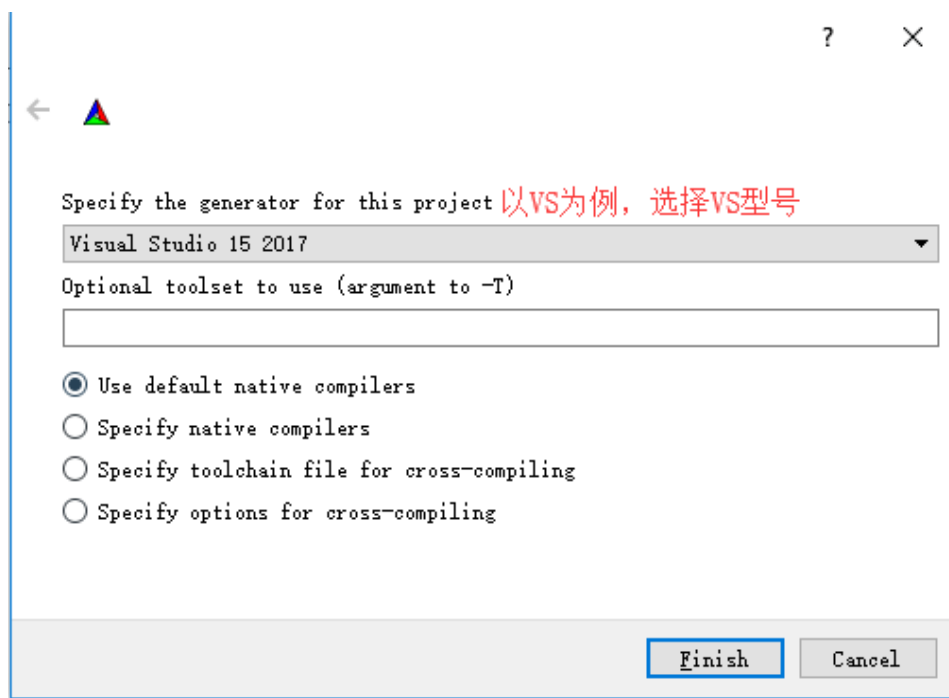 ?
Specify the generator for this project 以VS为例，选择VS型号
Visual Studio 15 2017
Optional toolset to use (argument to -T)
Use default native compilers
Specify native compilers
Specify toolchain file for cross-compiling
Specify options for cross-compiling
Finish Cancel